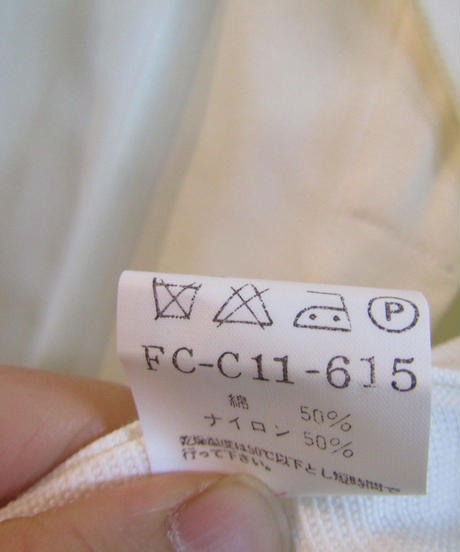 P
FC-C11-615
綿 50%
ナイロン 50%
乾燥温度は50℃以下とし短時間で
行って下さい。